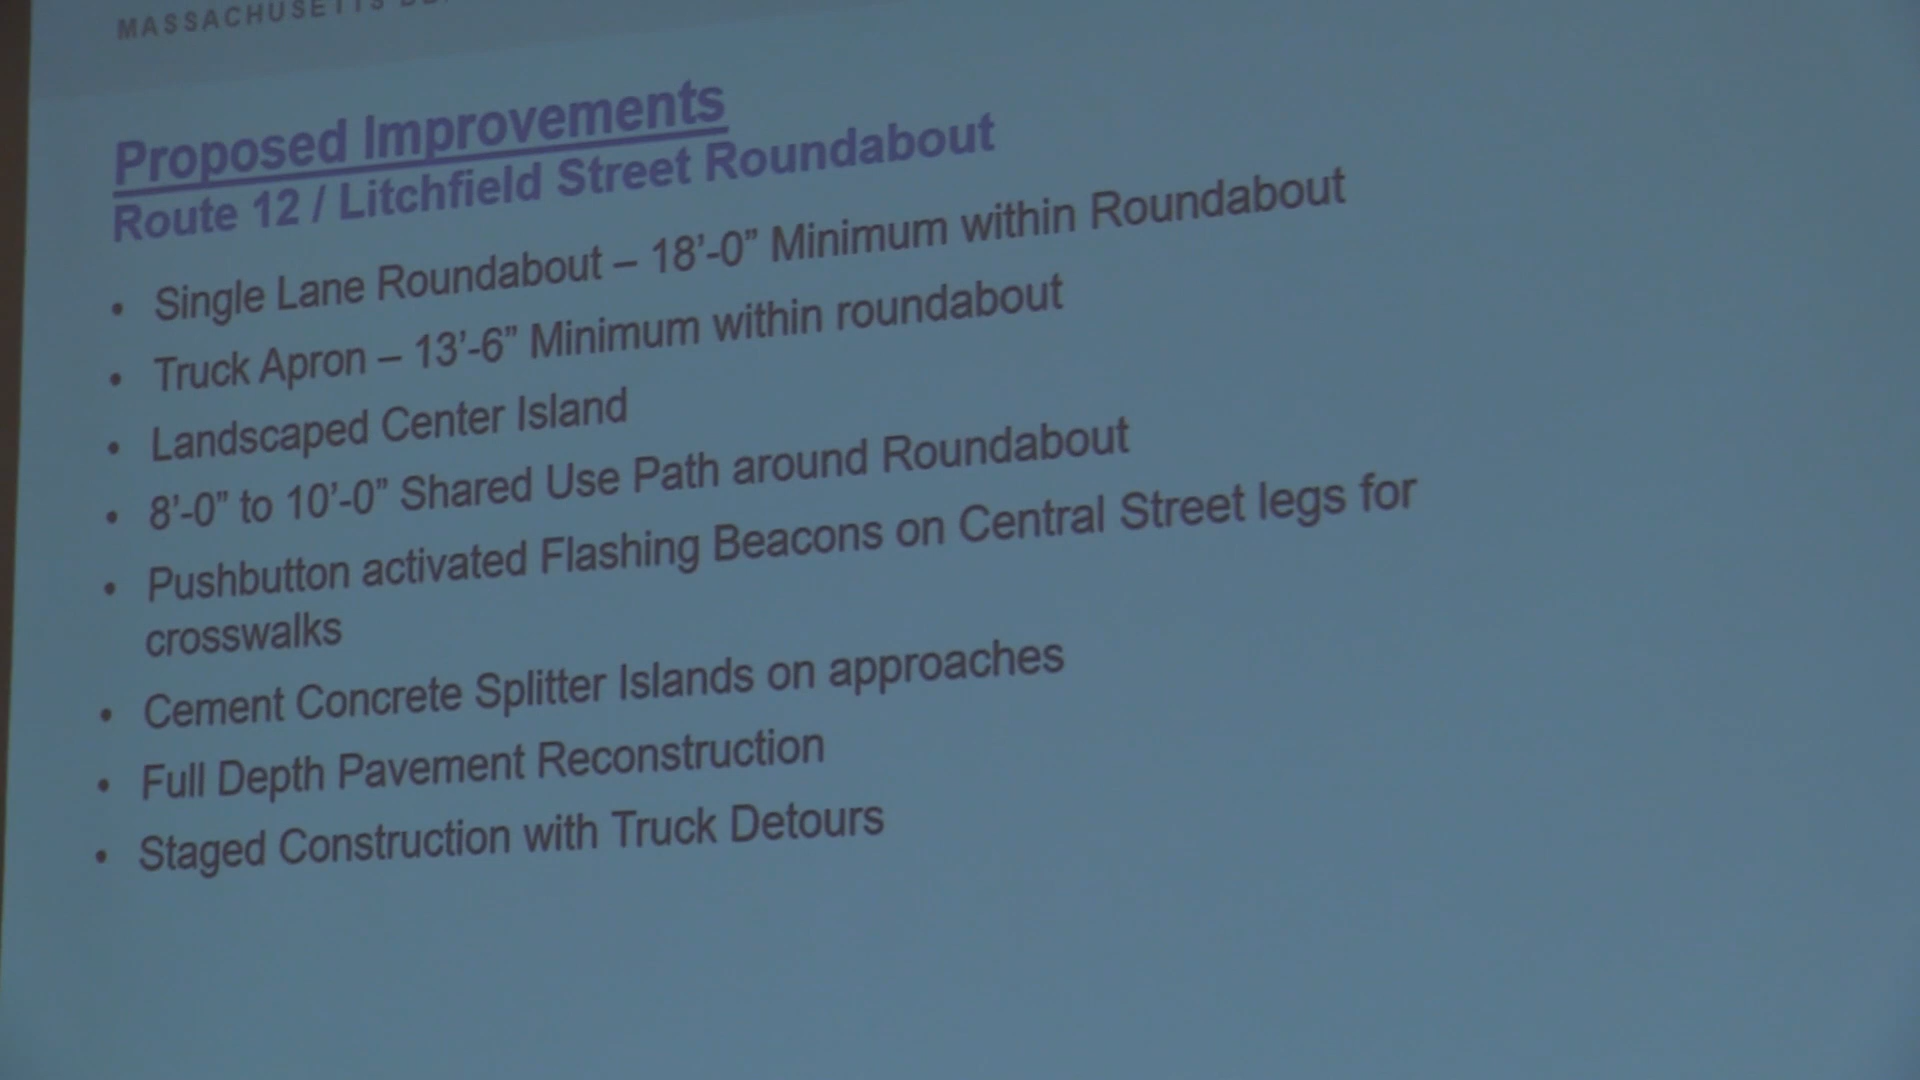 MASSACHUSETTS
Proposed Improvements
Route 12 / Litchfield Street Roundabout
• Single Lane Roundabout – 18’-0” Minimum within Roundabout
• Truck Apron – 13’-6” Minimum within roundabout
• Landscaped Center Island
• 8’-0” to 10’-0” Shared Use Path around Roundabout
• Pushbutton activated Flashing Beacons on Central Street legs for
crosswalks
• Cement Concrete Splitter Islands on approaches
• Full Depth Pavement Reconstruction
• Staged Construction with Truck Detours